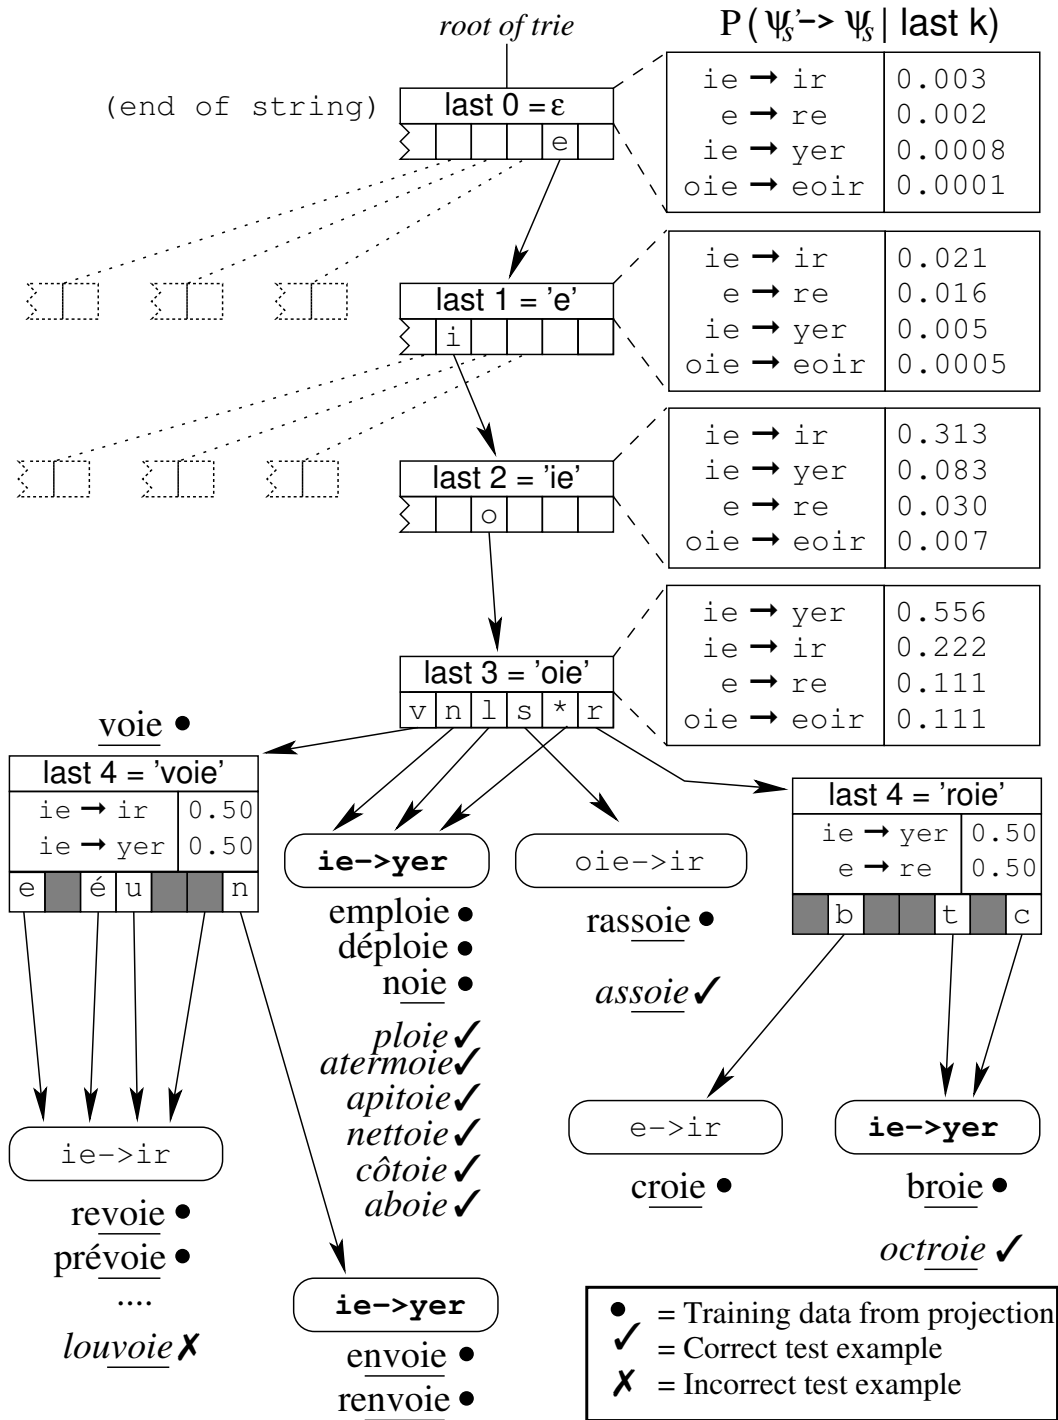 root of trie
P(Ψs'-> Ψs | last k)
(end of string)
last 0 = ε
e
ie → ir 0.003
e → re 0.002
ie → yer 0.0008
oie → eoir 0.0001
last 1 = 'e'
i
ie → ir 0.021
e → re 0.016
ie → yer 0.005
oie → eoir 0.0005
last 2 = 'ie'
o
ie → ir 0.313
ie → yer 0.083
e → re 0.030
oie → eoir 0.007
last 3 = 'oie'
v n l s * r
ie → yer 0.556
ie → ir 0.222
e → re 0.111
oie → eoir 0.111
voie ●
last 4 = 'voie'
ie → ir 0.50
ie → yer 0.50
e é u n
ie->yer
emploie ●
déploie ●
noie ●
ploie ✓
atermoie ✓
apitoie ✓
nettoie ✓
côtoie ✓
aboie ✓
oie->ir
rassoie ●
assoie ✓
last 4 = 'roie'
ie → yer 0.50
e → re 0.50
b t c
ie->ir
revoie ●
prévoie ●
....
louvoie ✗
ie->yer
envoie ●
renvoie ●
e->ir
croie ●
ie->yer
broie ●
octroie ✓
● = Training data from projection
✓ = Correct test example
✗ = Incorrect test example